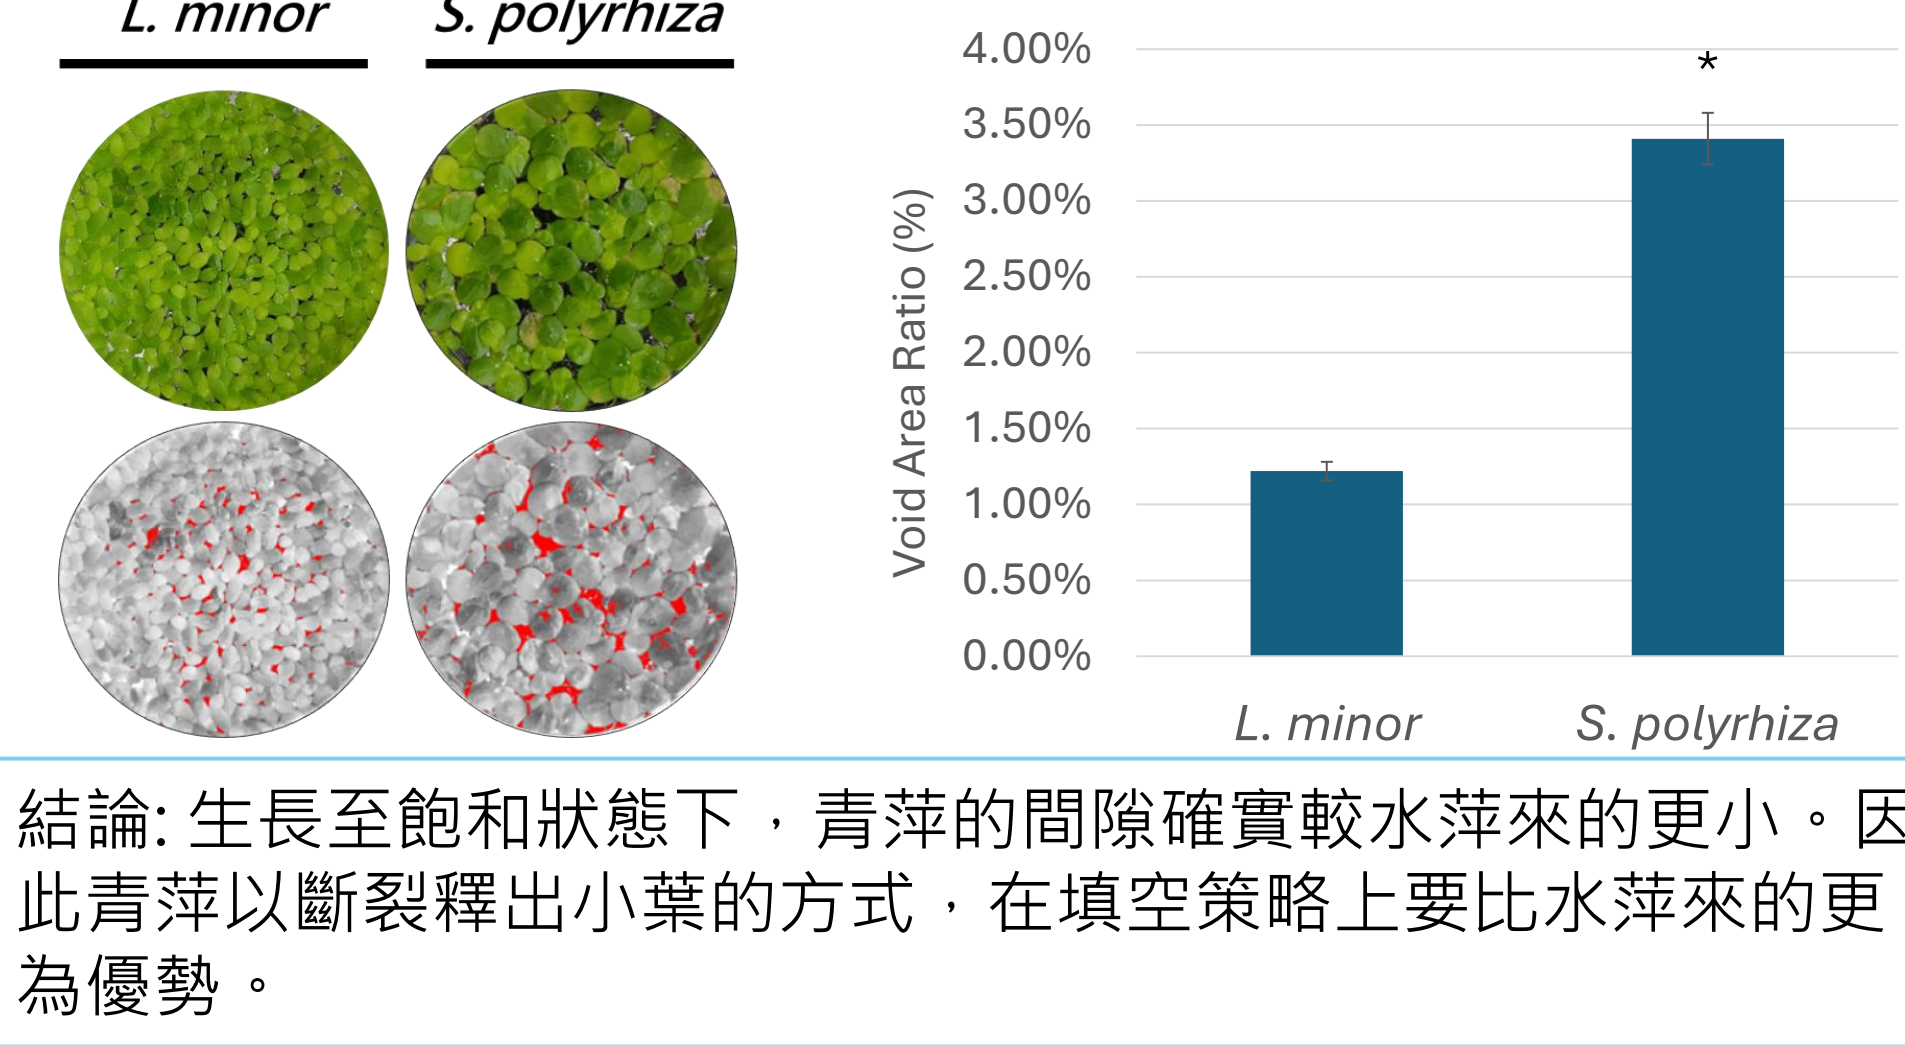 L. minor
S. polyrhiza
4.00%
*
3.50%
3.00%
2.50%
2.00%
1.50%
1.00%
0.50%
0.00%
Void Area Ratio (%)
L. minor
S. polyrhiza
結論: 生長至飽和狀態下，青萍的間隙確實較水萍來的更小。因
此青萍以斷裂釋出小葉的方式，在填空策略上要比水萍來的更
為優勢。